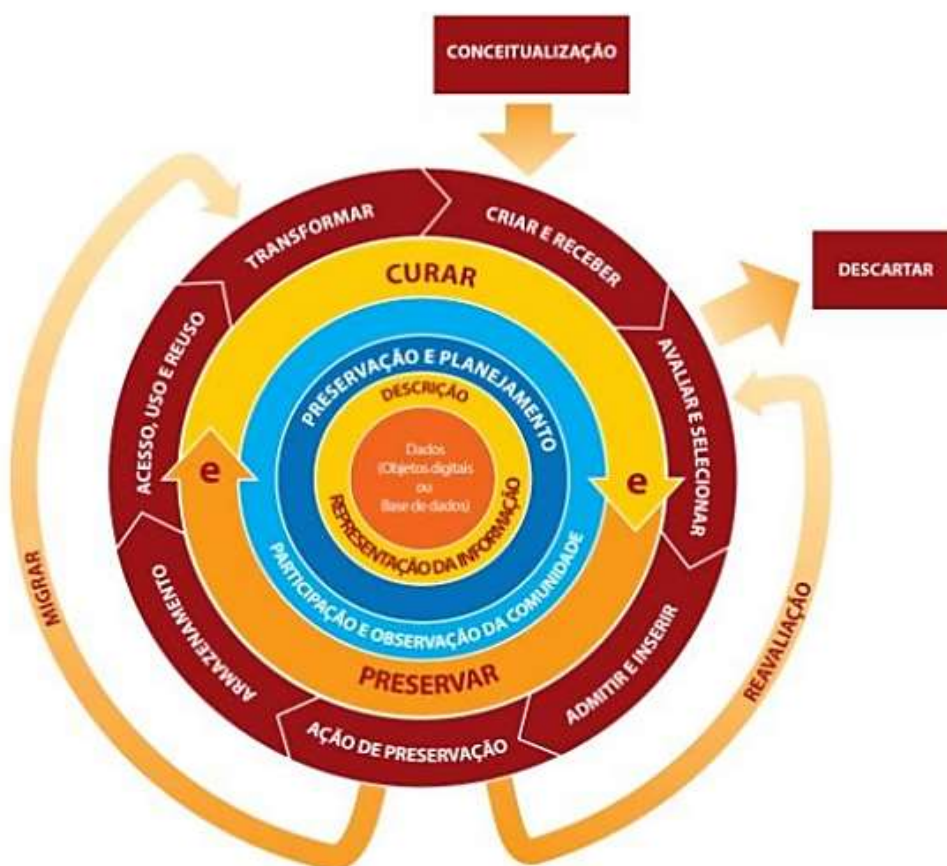 CONCEITUALIZAÇÃO
CRIAR E RECEBER
DESCARTAR
AVALIAR E SELECIONAR
ADMITIR E INSERIR
AÇÃO DE PRESERVAÇÃO
ARMAZENAMENTO
ACESSO, USO E REUSO
TRANSFORMAR
MIGRAR
REAVALIAÇÃO
CURAR
e
PRESERVAR
e
PRESERVAÇÃO E PLANEJAMENTO
PARTICIPAÇÃO E OBSERVAÇÃO DA COMUNIDADE
DESCRIÇÃO
REPRESENTAÇÃO DA INFORMAÇÃO
Dados
(Objetos digitais
ou
Base de dados)